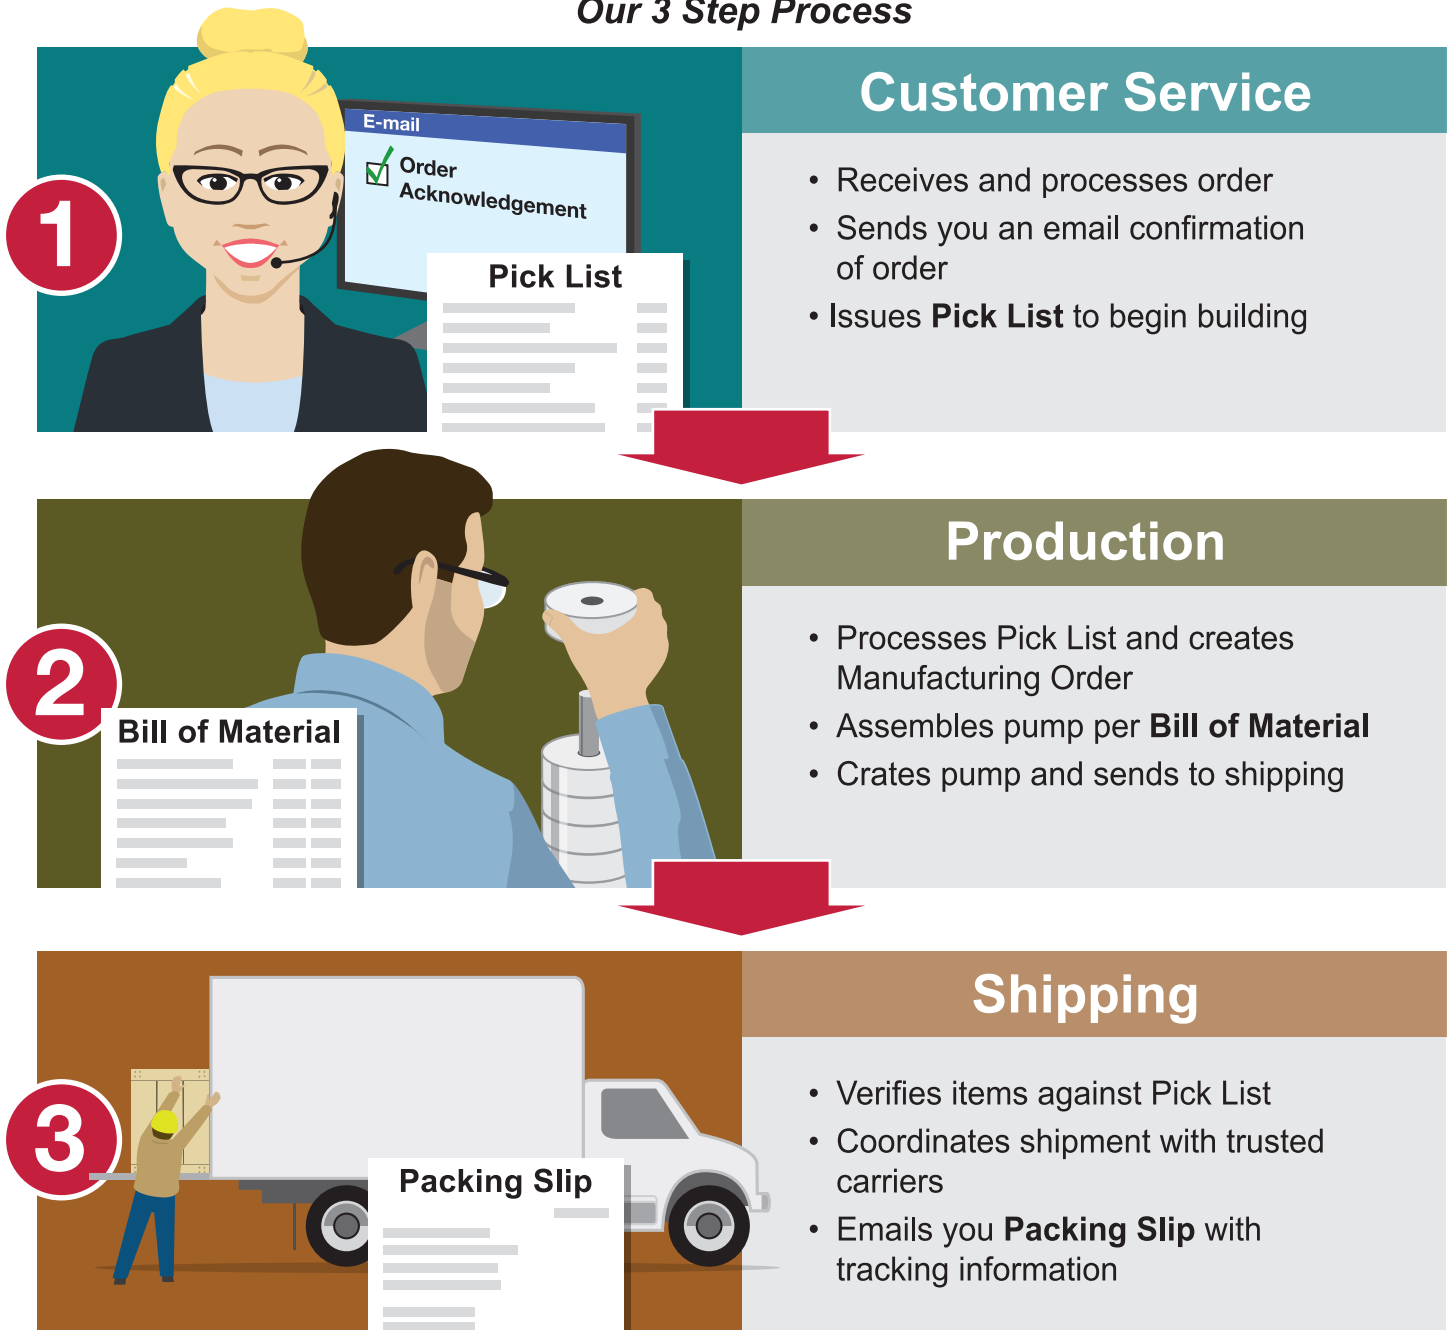 Our 3 Step Process
Customer Service
1
E-mail
Order
Acknowledgement
Pick List
• Receives and processes order
• Sends you an email confirmation
of order
• Issues Pick List to begin building
Production
2
Bill of Material
• Processes Pick List and creates
Manufacturing Order
• Assembles pump per Bill of Material
• Crates pump and sends to shipping
Shipping
3
Packing Slip
• Verifies items against Pick List
• Coordinates shipment with trusted
carriers
• Emails you Packing Slip with
tracking information